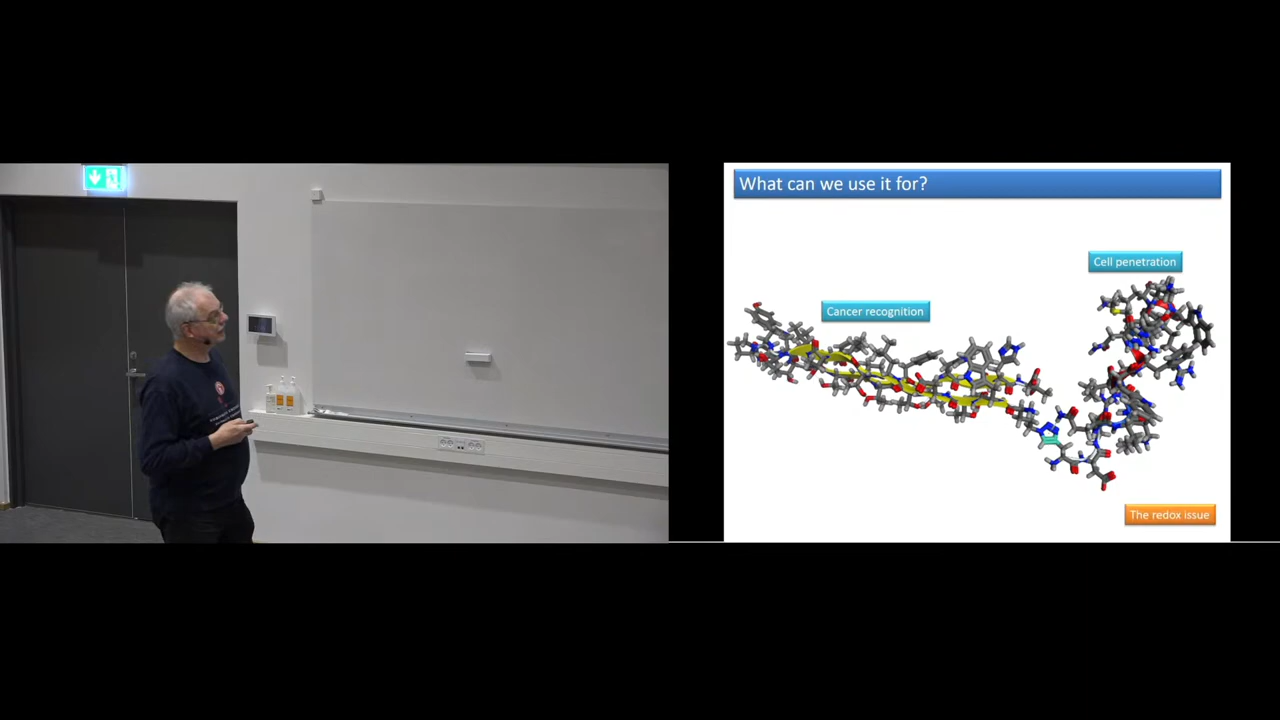 What can we use it for?
Cell penetration
Cancer recognition
The redox issue